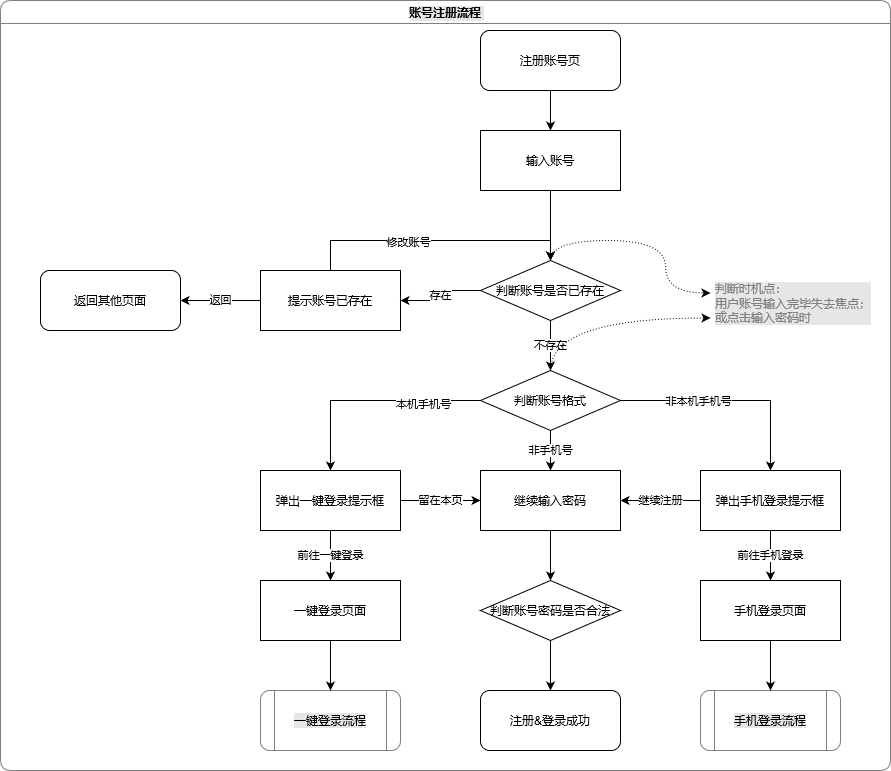 账号注册流程
注册账号页
输入账号
修改账号
判断账号是否已存在
存在
提示账号已存在
返回
返回其他页面
判断时机点:
用户账号输入完毕失去焦点;
或点击输入密码时
不存在
判断账号格式
本机手机号
非本机手机号
非手机号
弹出一键登录提示框
留在本页
继续输入密码
继续注册
弹出手机登录提示框
前往一键登录
前往手机登录
一键登录页面
判断账号密码是否合法
手机登录页面
一键登录流程
注册&登录成功
手机登录流程